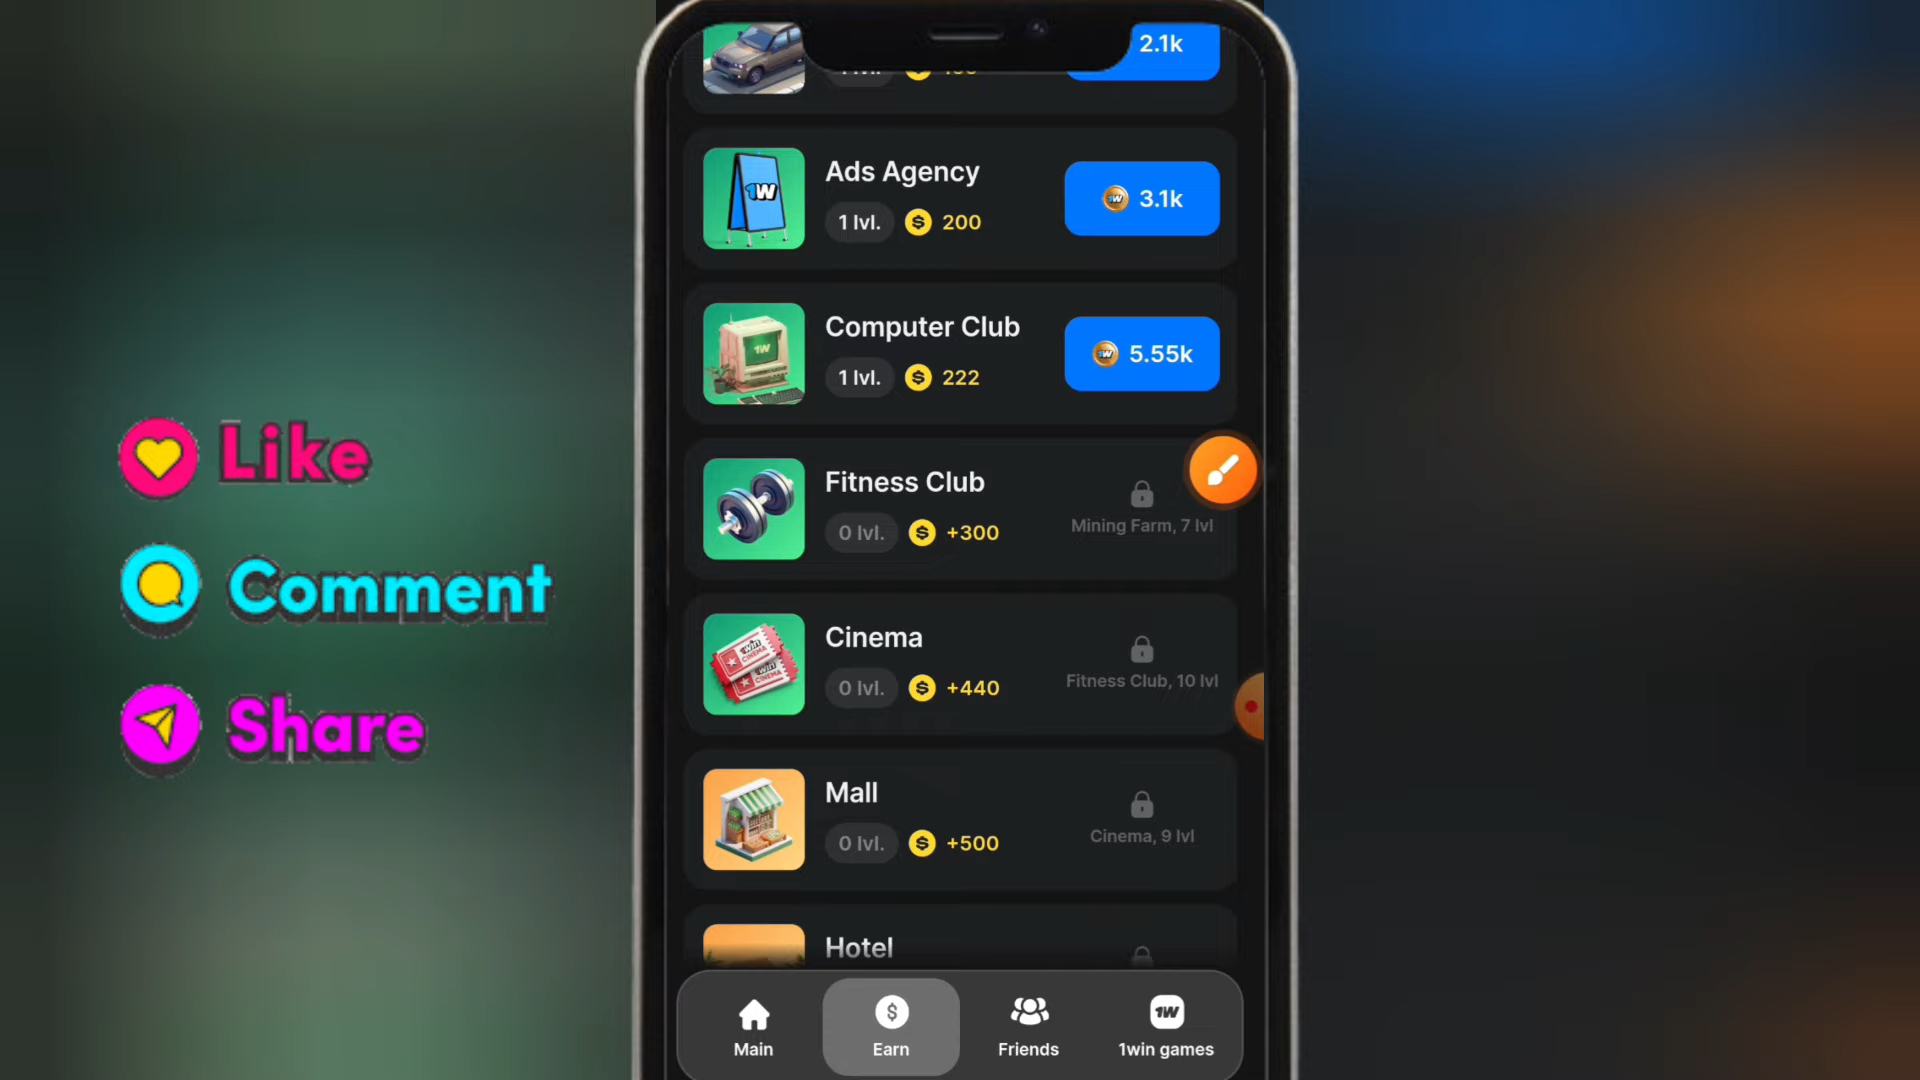 2.1k
Ads Agency
1 lvl. $ 200
1W 3.1k
Computer Club
1 lvl. $ 222
1W 5.55k
Fitness Club
0 lvl. $ +300
Mining Farm, 7 lvl
Cinema
0 lvl. $ +440
Fitness Club, 10 lvl
Mall
0 lvl. $ +500
Cinema, 9 lvl
Hotel
Main
Earn
Friends
1win games
Like
Comment
Share